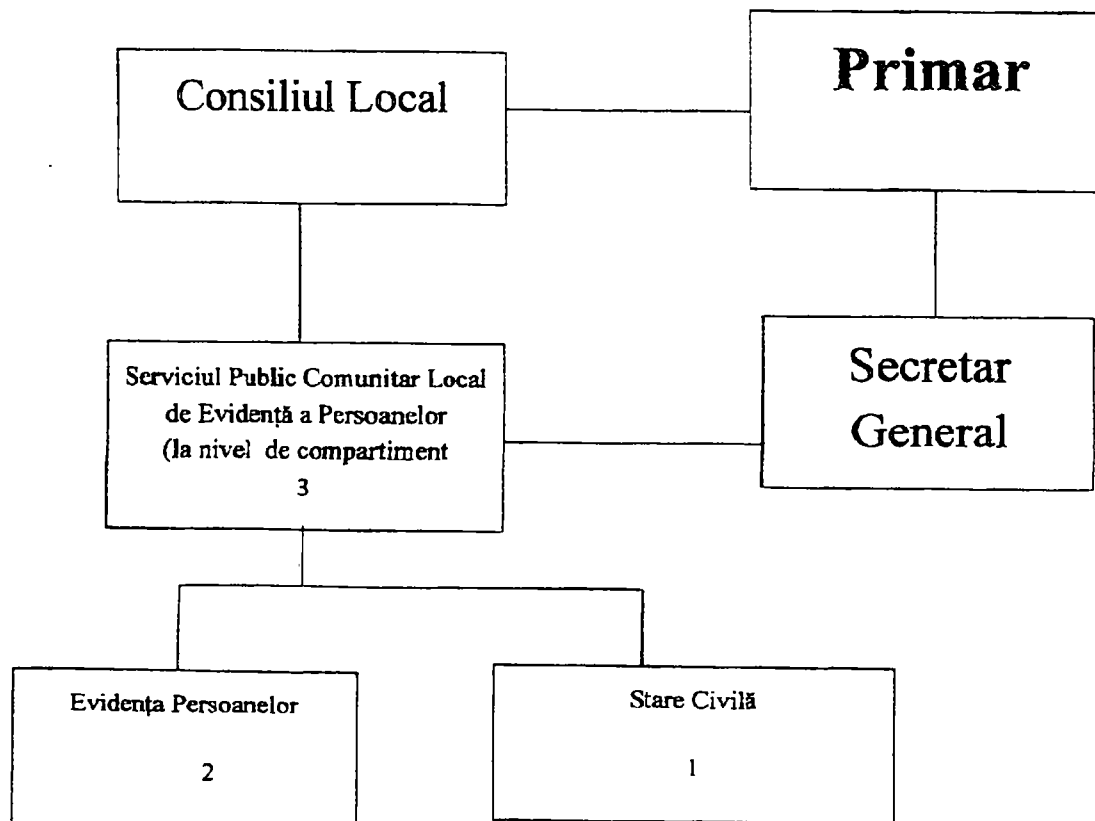 Consiliul Local
Primar
Serviciul Public Comunitar Local
de Evidență a Persoanelor
(la nivel de compartiment
3
Secretar
General
Evidența Persoanelor
2
Stare Civilă
1